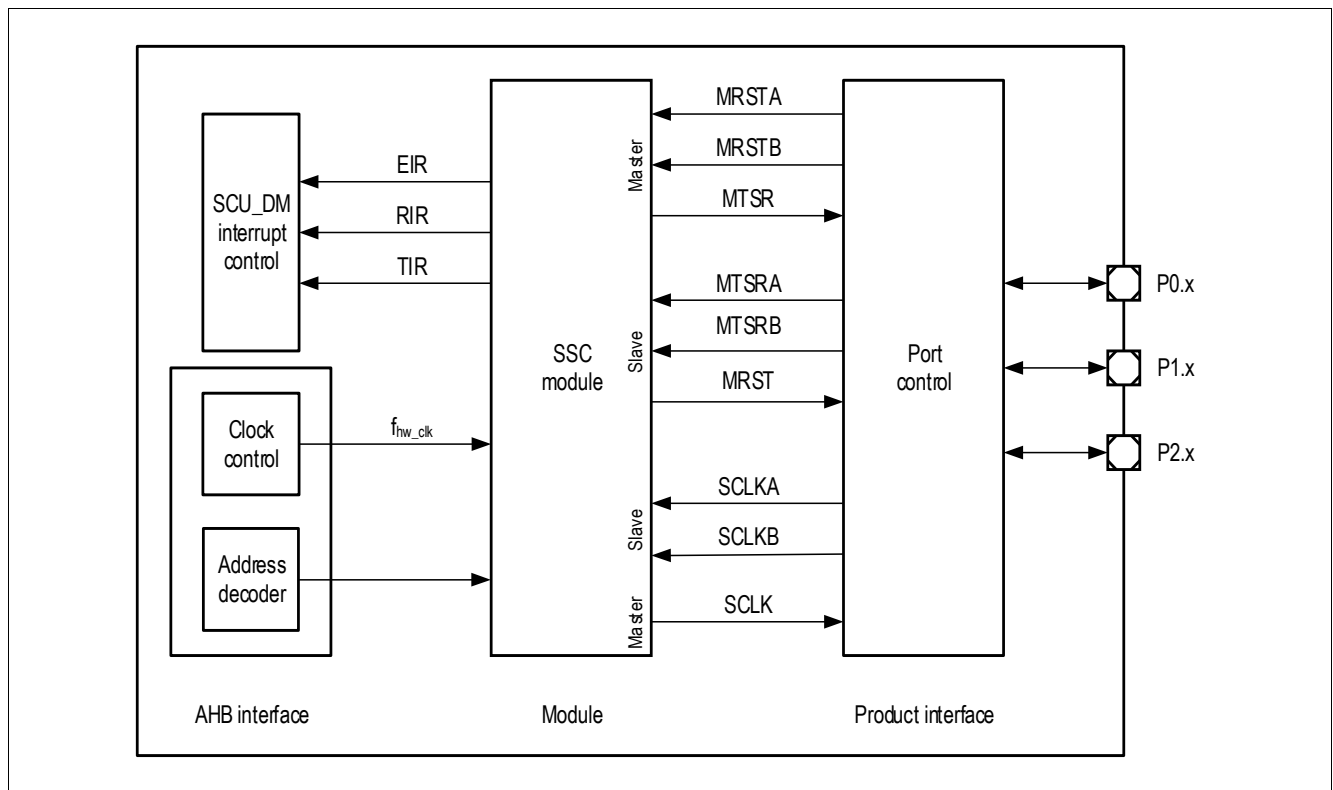 SCU_DM
interrupt
control
EIR
RIR
TIR
Clock
control
f_hw_clk
Address
decoder
AHB interface
SSC
module
Master
Slave
Slave
Master
Module
MRSTA
MRSTB
MTSR
MTSRA
MTSRB
MRST
SCLKA
SCLKB
SCLK
Port
control
Product interface
P0.x
P1.x
P2.x